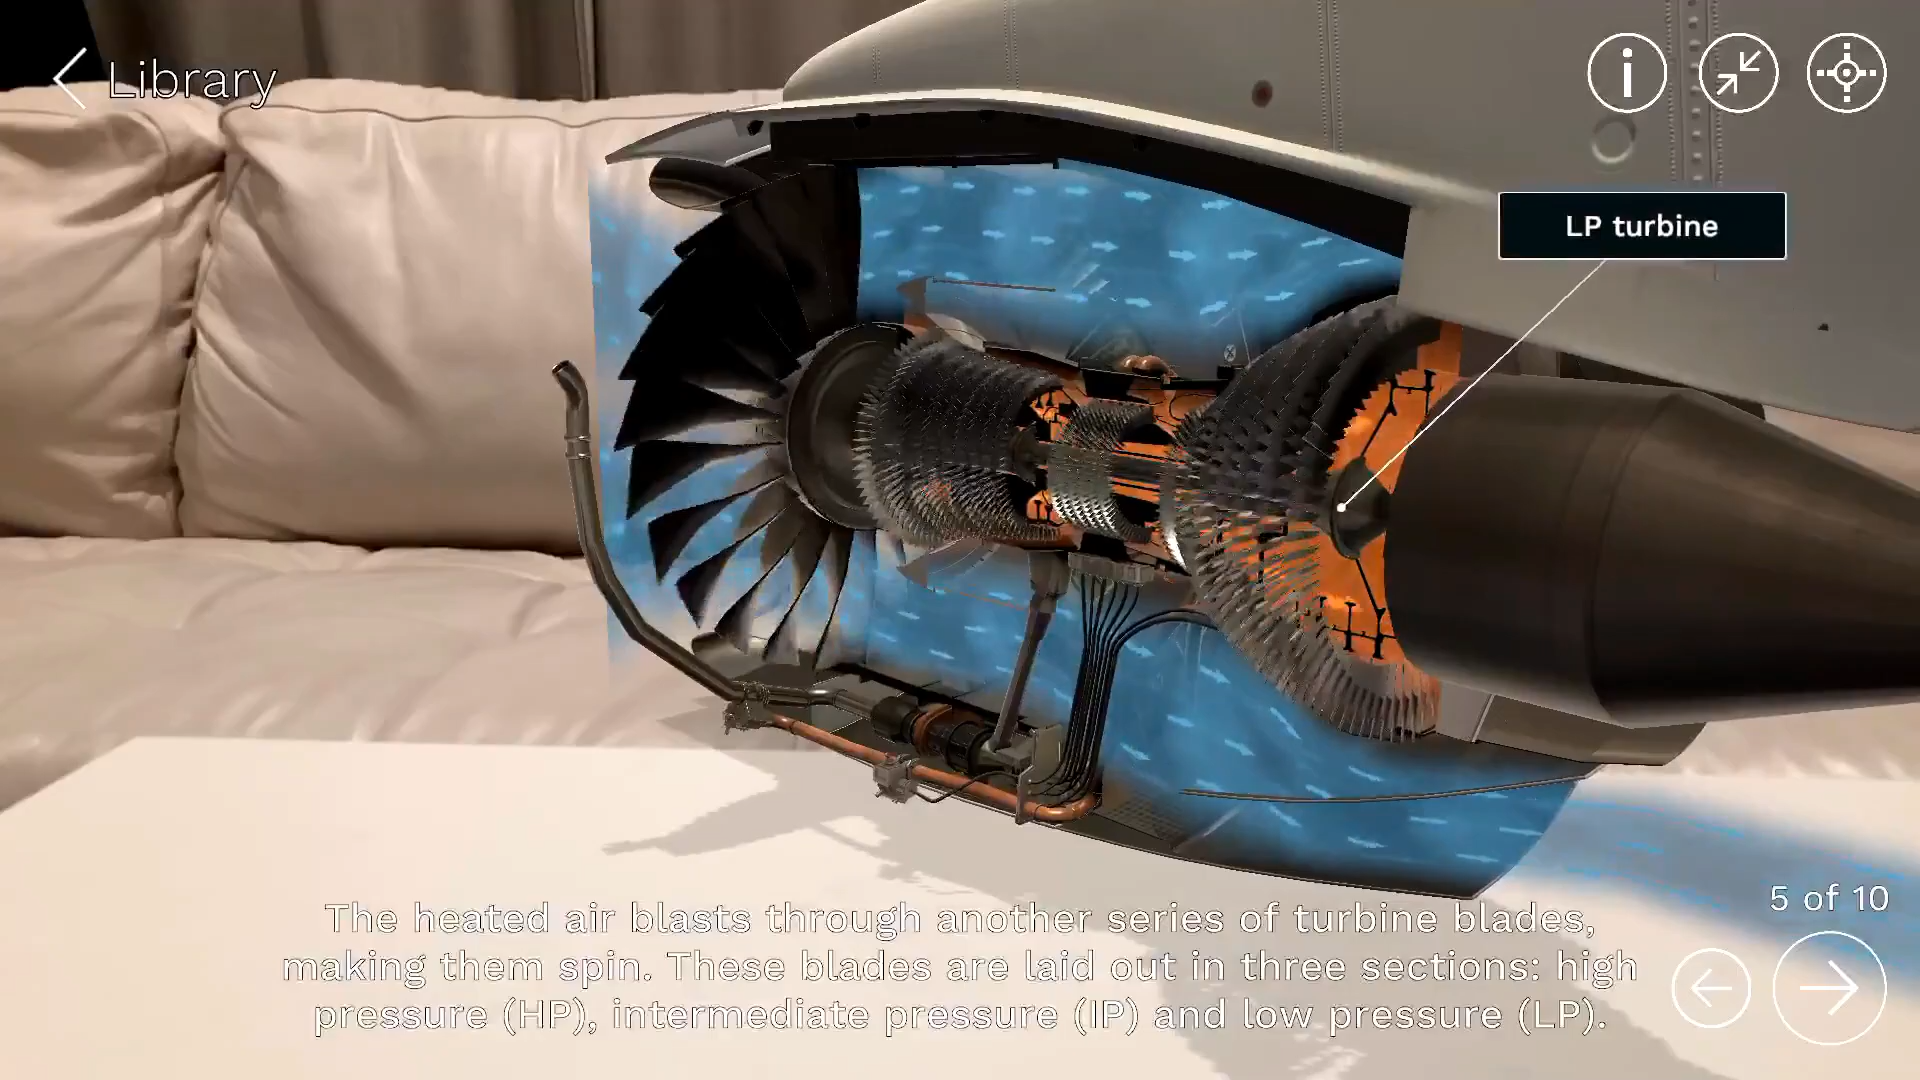 Library
LP turbine
The heated air blasts through another series of turbine blades,
making them spin. These blades are laid out in three sections: high
pressure (HP), intermediate pressure (IP) and low pressure (LP).
5 of 10